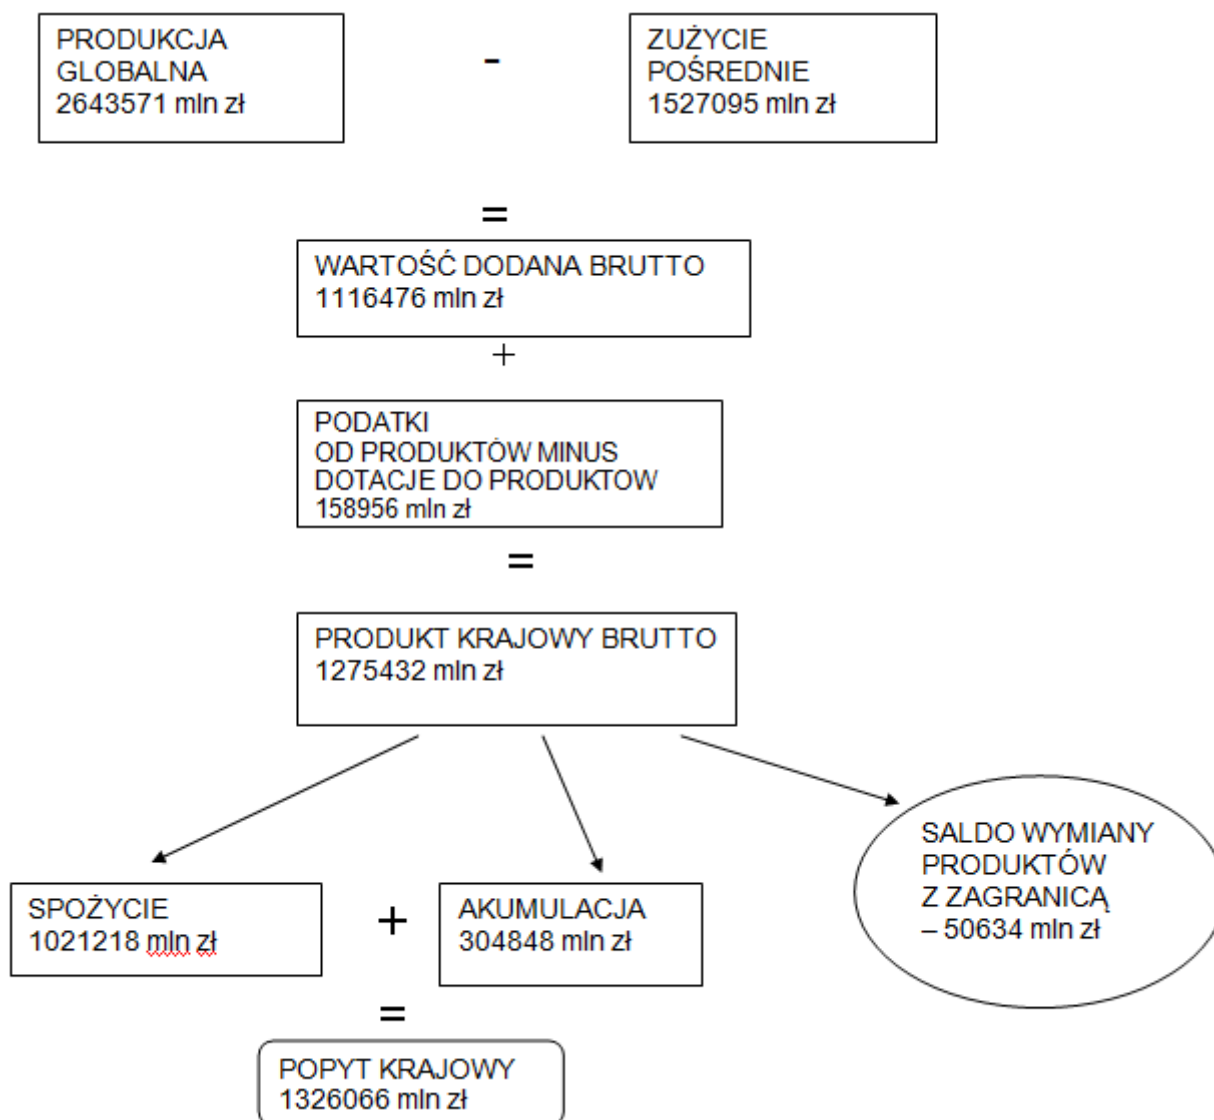 PRODUKCJA
GLOBALNA
2643571 mln zł
-
ZUŻYCIE
POŚREDNIE
1527095 mln zł
=
WARTOŚĆ DODANA BRUTTO
1116476 mln zł
+
PODATKI
OD PRODUKTÓW MINUS
DOTACJE DO PRODUKTOW
158956 mln zł
=
PRODUKT KRAJOWY BRUTTO
1275432 mln zł
SPOŻYCIE
1021218 mln zł
+
AKUMULACJA
304848 mln zł
SALDO WYMIANY
PRODUKTÓW
Z ZAGRANICĄ
– 50634 mln zł
=
POPYT KRAJOWY
1326066 mln zł